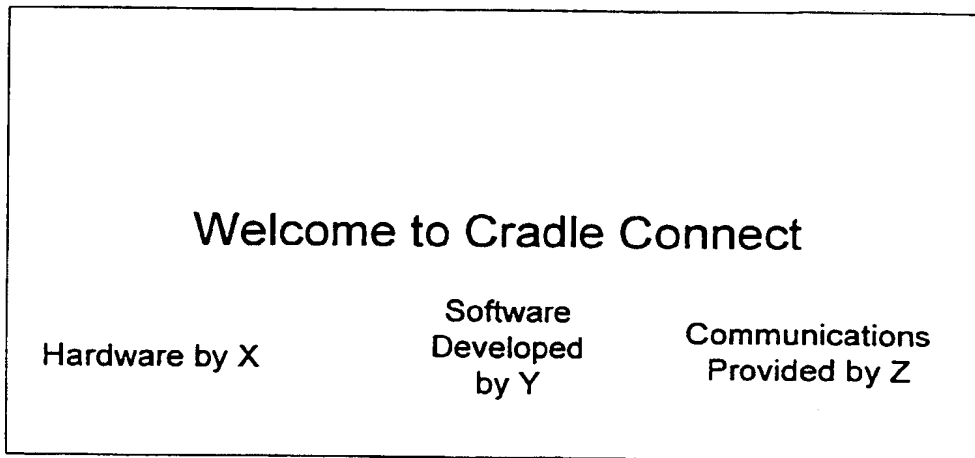 Welcome to Cradle Connect
Hardware by X
Software
Developed
by Y
Communications
Provided by Z